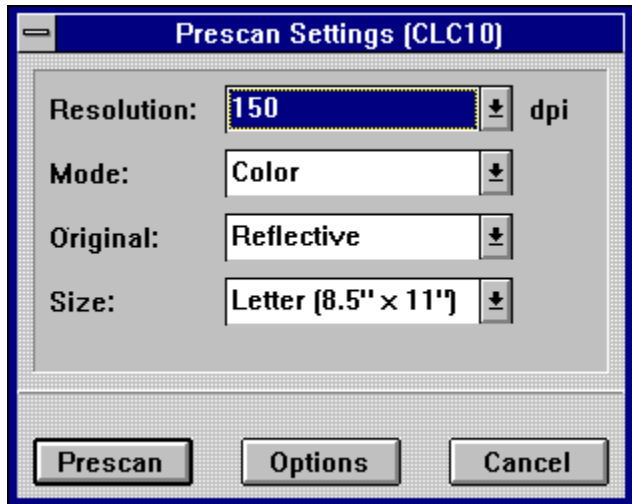 Prescan Settings (CLC10)
Resolution: 150 dpi
Mode: Color
Original: Reflective
Size: Letter (8.5" x 11")
Prescan Options Cancel